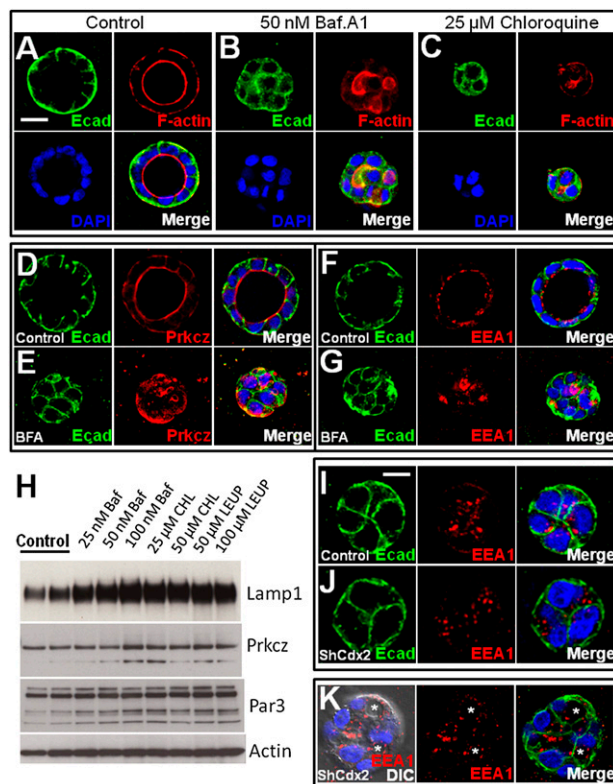 Control 50 nM Baf.A1 25 µM Chloroquine
A B C
Ecad F-actin Ecad F-actin Ecad F-actin
DAPI Merge DAPI Merge DAPI Merge
D F
Control Ecad Prkcz Merge Control Ecad EEA1 Merge
E G
BFA Ecad Prkcz Merge BFA Ecad EEA1 Merge
H
Control 25 nM Baf 50 nM Baf 100 nM Baf 25 µM CHL 50 µM CHL 50 µM LEUP 100 µM LEUP
Lamp1
Prkcz
Par3
Actin
I
Control Ecad EEA1 Merge
J
ShCdx2 Ecad EEA1 Merge
K * * *
* * *
ShCdx2 EEA1 DIC EEA1 Merge